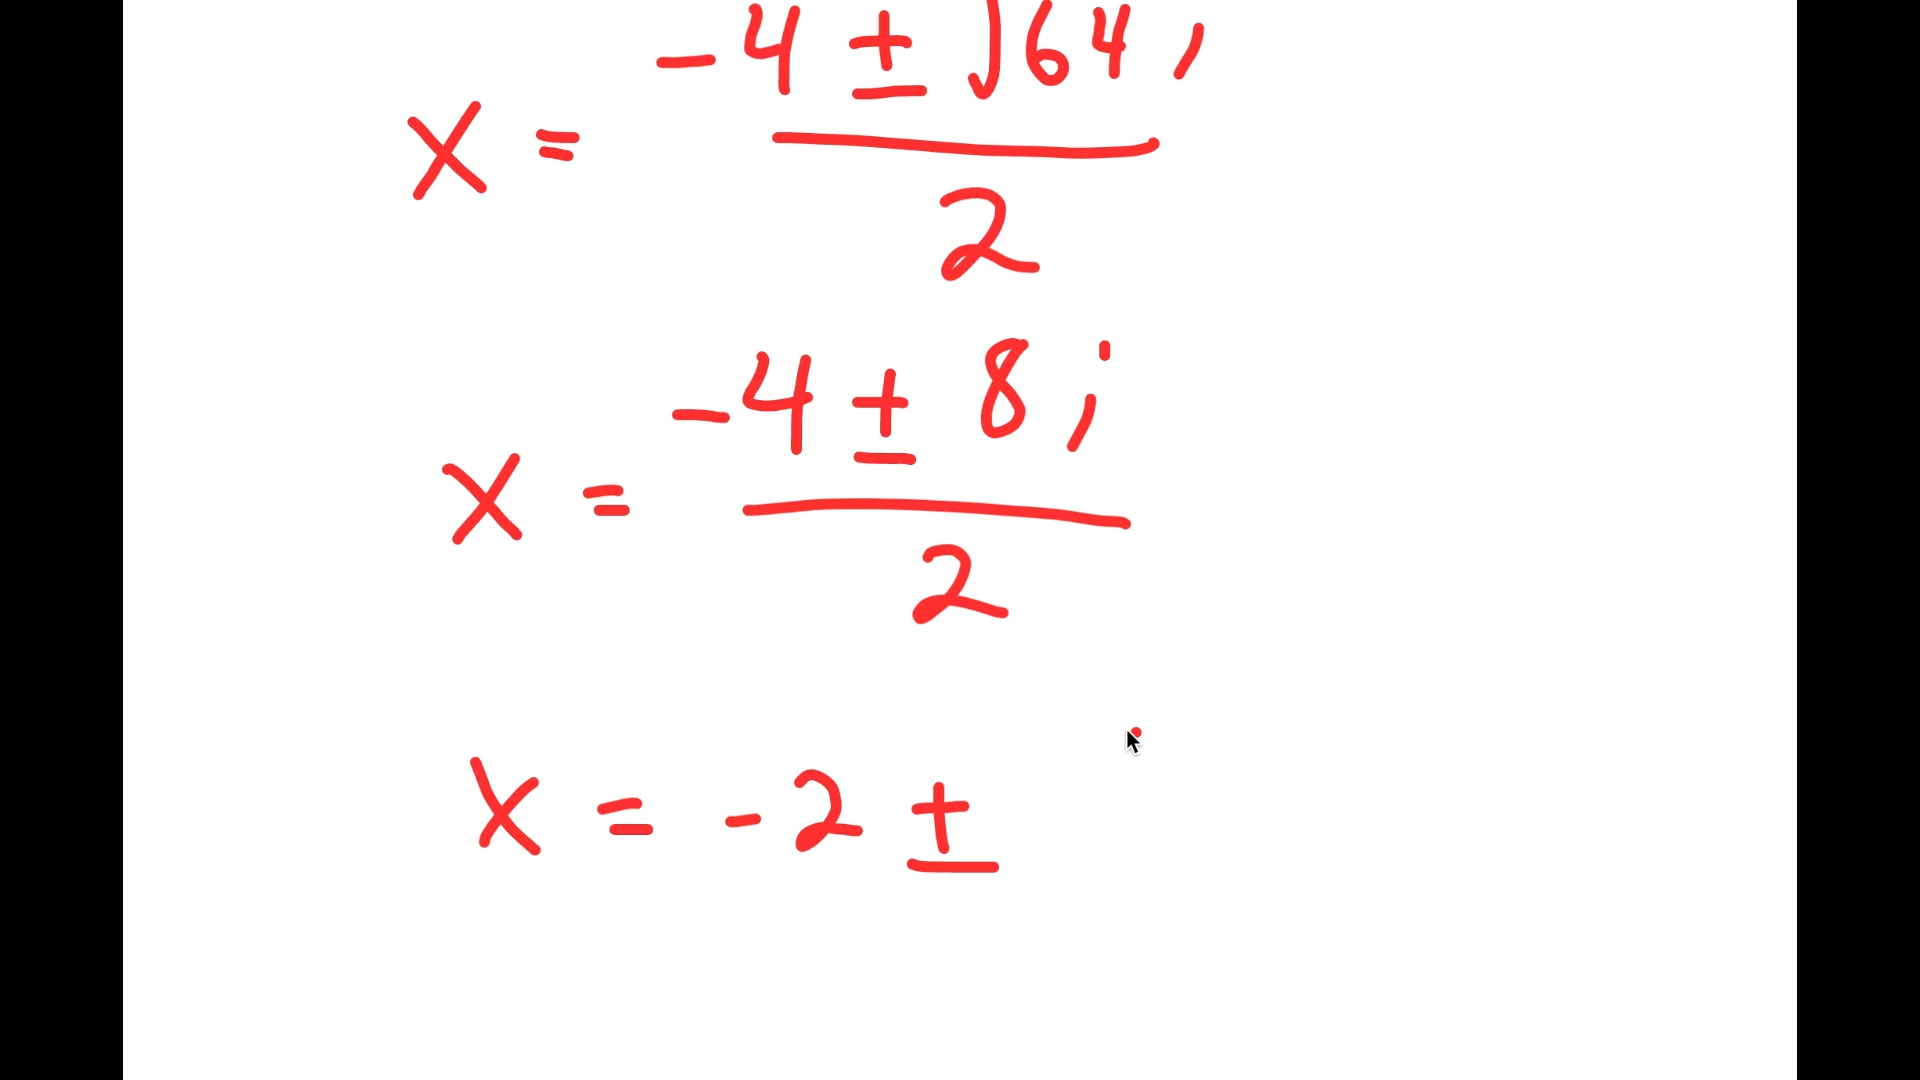 x = (-4 ± √64 i) / 2
x = (-4 ± 8i) / 2
x = -2 ±